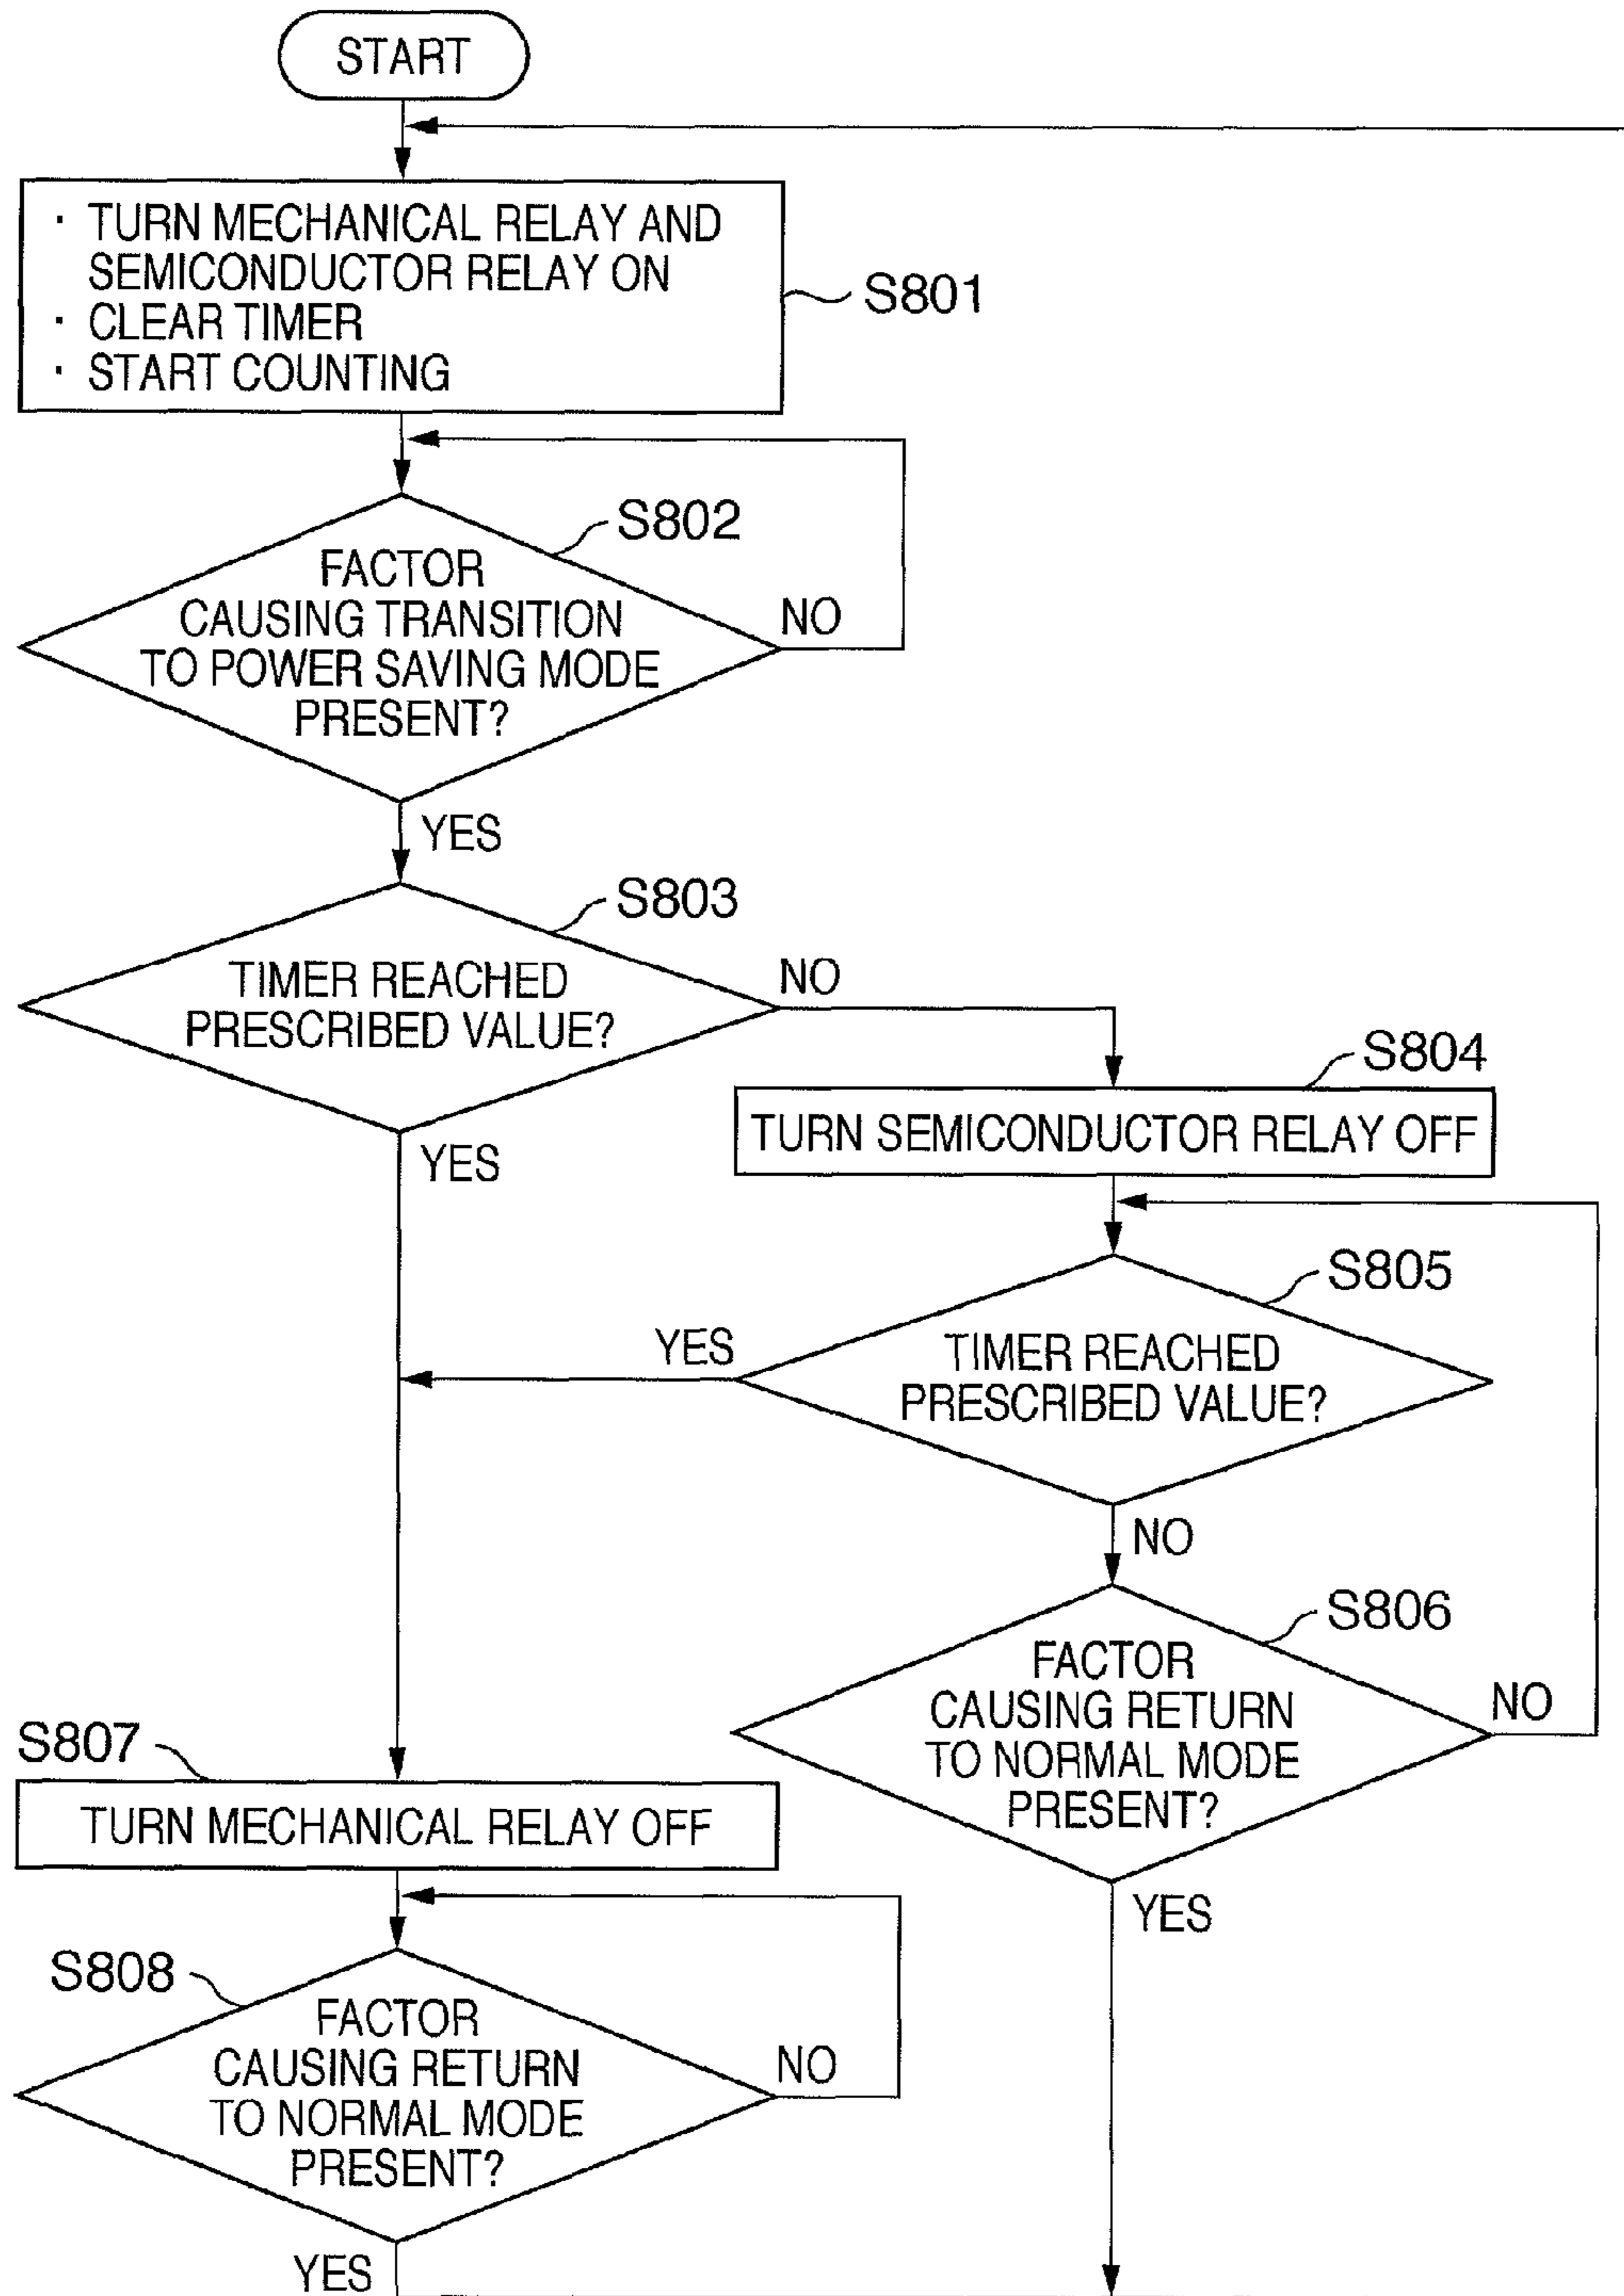 START
· TURN MECHANICAL RELAY AND
SEMICONDUCTOR RELAY ON
· CLEAR TIMER
· START COUNTING
S801
S802
FACTOR
CAUSING TRANSITION
TO POWER SAVING MODE
PRESENT?
NO
YES
S803
TIMER REACHED
PRESCRIBED VALUE?
NO
YES
S804
TURN SEMICONDUCTOR RELAY OFF
S805
TIMER REACHED
PRESCRIBED VALUE?
YES
NO
S806
FACTOR
CAUSING RETURN
TO NORMAL MODE
PRESENT?
NO
YES
S807
TURN MECHANICAL RELAY OFF
S808
FACTOR
CAUSING RETURN
TO NORMAL MODE
PRESENT?
NO
YES